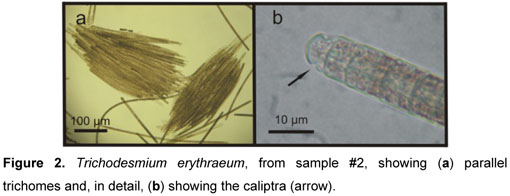 a
b
100 µm
10 µm
Figure 2. Trichodesmium erythraeum, from sample #2, showing (a) parallel
trichomes and, in detail, (b) showing the caliptra (arrow).